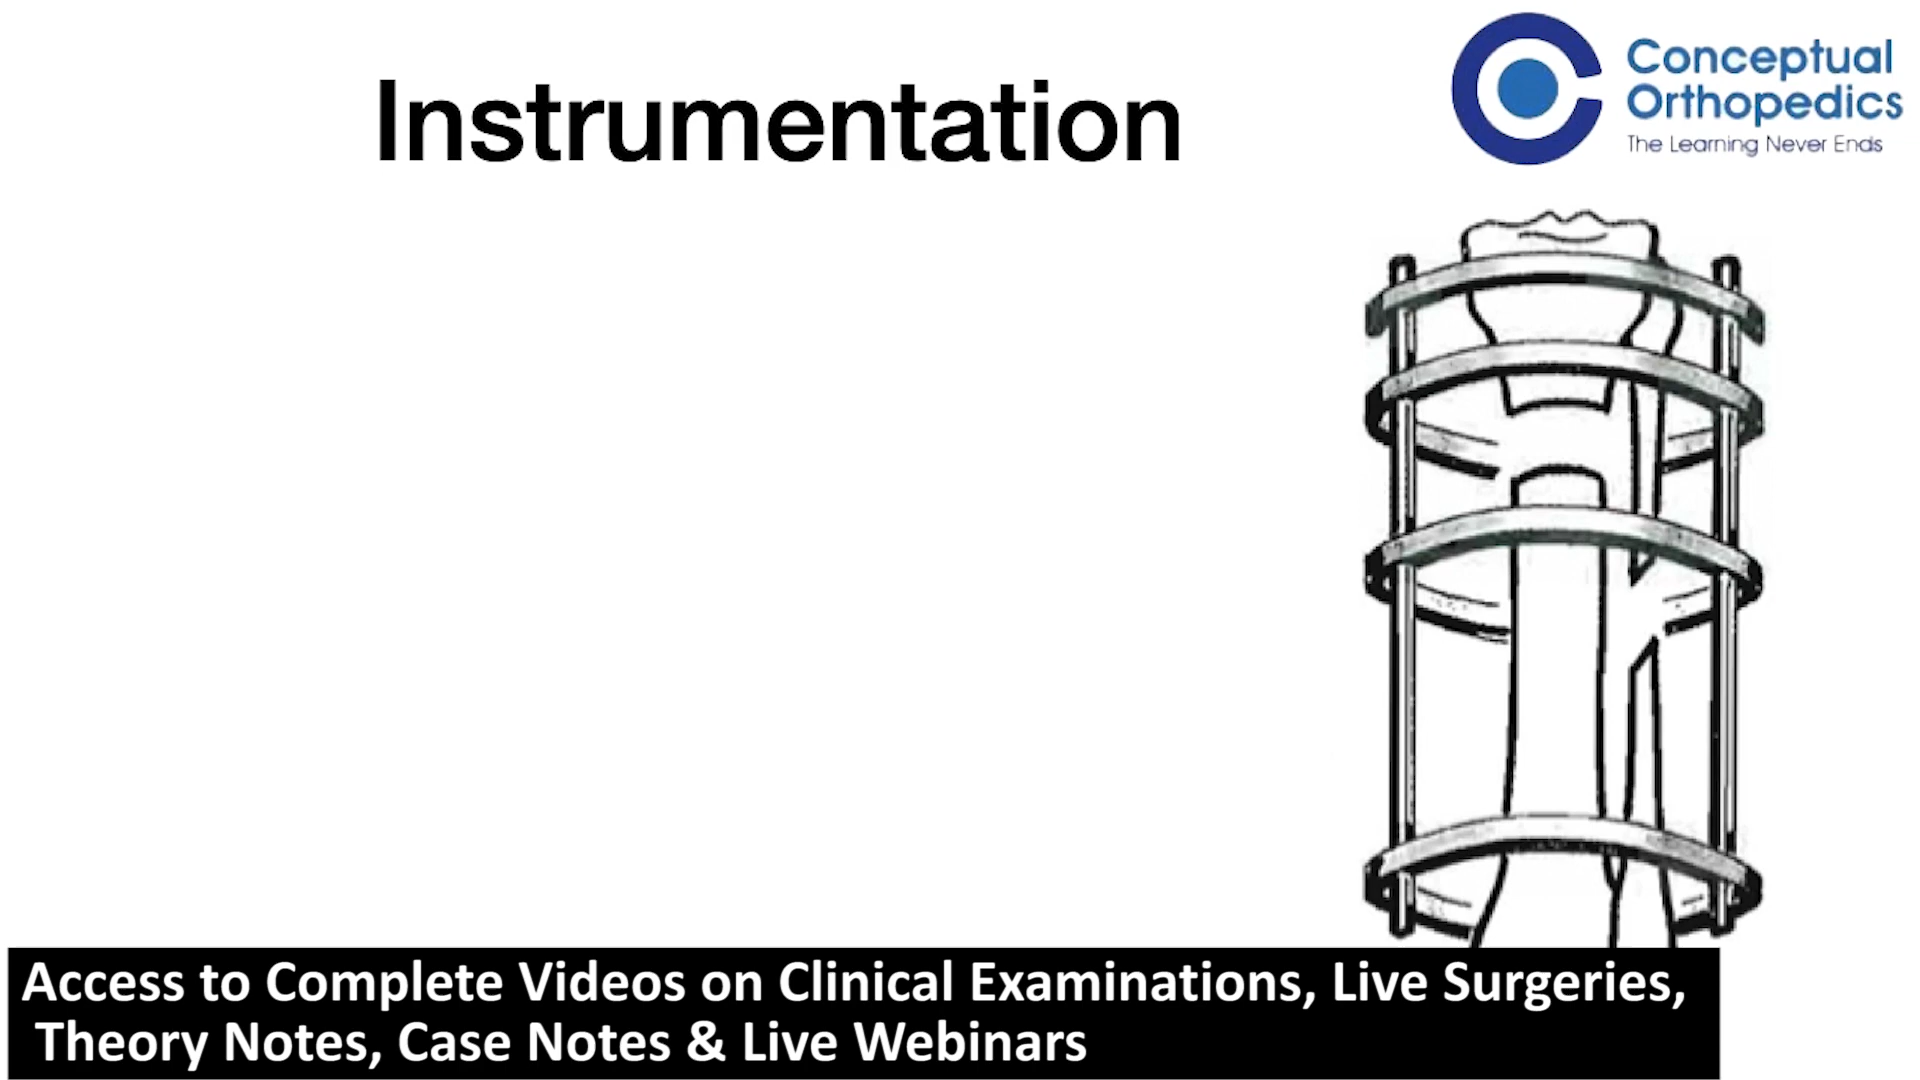 Instrumentation
Conceptual
Orthopedics
The Learning Never Ends
Access to Complete Videos on Clinical Examinations, Live Surgeries,
Theory Notes, Case Notes & Live Webinars